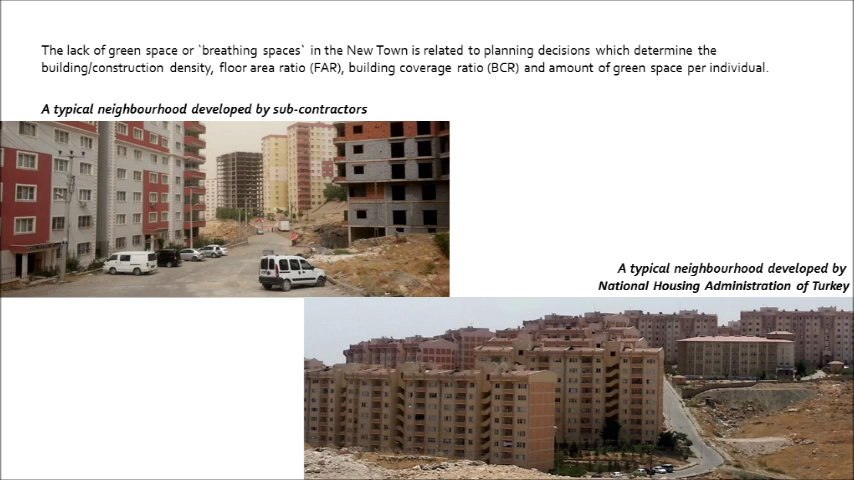 The lack of green space or `breathing spaces` in the New Town is related to planning decisions which determine the
building/construction density, floor area ratio (FAR), building coverage ratio (BCR) and amount of green space per individual.
A typical neighbourhood developed by sub-contractors
A typical neighbourhood developed by
National Housing Administration of Turkey